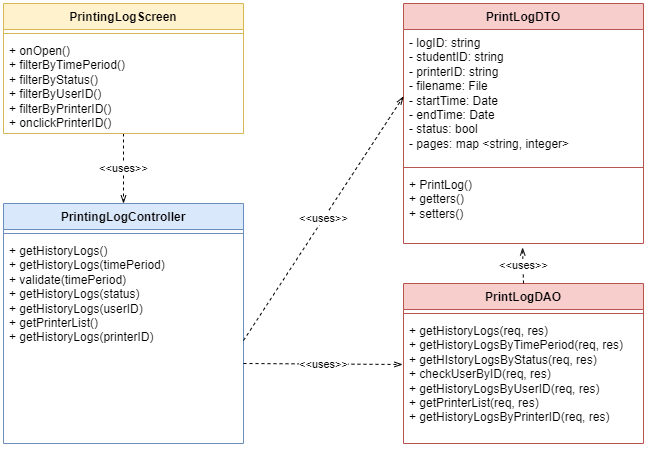 PrintingLogScreen
+ onOpen()
+ filterByTimePeriod()
+ filterByStatus()
+ filterByUserID()
+ filterByPrinterID()
+ onclickPrinterID()
<<uses>>
PrintingLogController
+ getHistoryLogs()
+ getHistoryLogs(timePeriod)
+ validate(timePeriod)
+ getHistoryLogs(status)
+ getHistoryLogs(userID)
+ getPrinterList()
+ getHistoryLogs(printerID)
<<uses>>
<<uses>>
PrintLogDTO
- logID: string
- studentID: string
- printerID: string
- filename: File
- startTime: Date
- endTime: Date
- status: bool
- pages: map <string, integer>
+ PrintLog()
+ getters()
+ setters()
<<uses>>
PrintLogDAO
+ getHistoryLogs(req, res)
+ getHistoryLogsByTimePeriod(req, res)
+ getHIstoryLogsByStatus(req, res)
+ checkUserByID(req, res)
+ getHistoryLogsByUserID(req, res)
+ getPrinterList(req, res)
+ getHistoryLogsByPrinterID(req, res)